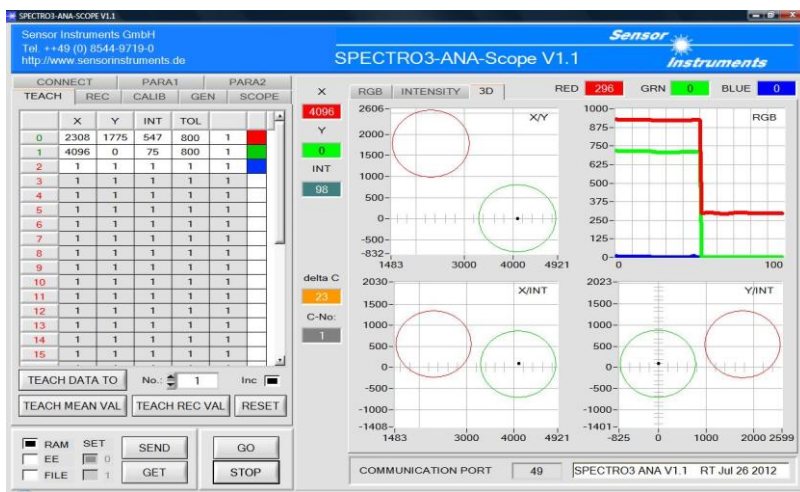 SPECTRO3-ANA-SCOPE V1.1
Sensor Instruments GmbH
Tel. ++49 (0) 8544-9719-0
http://www.sensorinstruments.de
SPECTRO3-ANA-Scope V1.1
Sensor
Instruments
CONNECT PARA1 PARA2
TEACH REC CALIB GEN SCOPE
X Y INT TOL
0 2308 1775 547 800 1
1 4096 0 75 800 1
2 1 1 1 1 1
3 1 1 1 1 1
4 1 1 1 1 1
5 1 1 1 1 1
6 1 1 1 1 1
7 1 1 1 1 1
8 1 1 1 1 1
9 1 1 1 1 1
10 1 1 1 1 1
11 1 1 1 1 1
12 1 1 1 1 1
13 1 1 1 1 1
14 1 1 1 1 1
15 1 1 1 1 1
TEACH DATA TO No.: 1 Inc
TEACH MEAN VAL TEACH REC VAL RESET
RAM SET SEND GO
EE 0
FILE 1 GET STOP
X
4096
Y
0
INT
98
delta C
23
C-No:
1
RGB INTENSITY 3D RED 296 GRN 0 BLUE 0
X/Y
2606
2000
1500
1000
500
0
-500
-832
1483 3000 4000 4921
RGB
1000
875
750
625
500
375
250
125
0
0 100
X/INT
2030
1500
1000
500
0
-500
-1000
-1408
1483 3000 4000 4921
Y/INT
2023
1500
1000
500
0
-500
-1000
-1401
-825 0 1000 2000 2599
COMMUNICATION PORT 49 SPECTRO3 ANA V1.1 RT Jul 26 2012